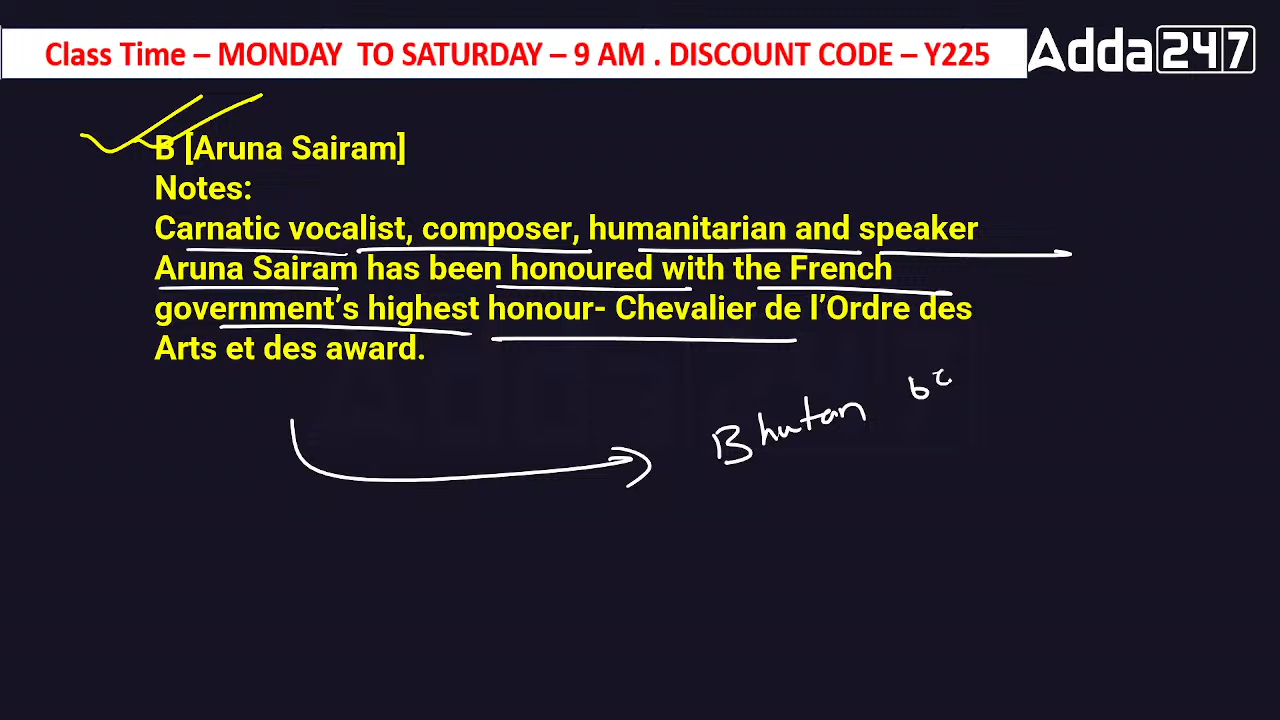 Class Time – MONDAY TO SATURDAY – 9 AM . DISCOUNT CODE – Y225
Adda247
B [Aruna Sairam]
Notes:
Carnatic vocalist, composer, humanitarian and speaker
Aruna Sairam has been honoured with the French
government’s highest honour- Chevalier de l’Ordre des
Arts et des award.
Bhutan